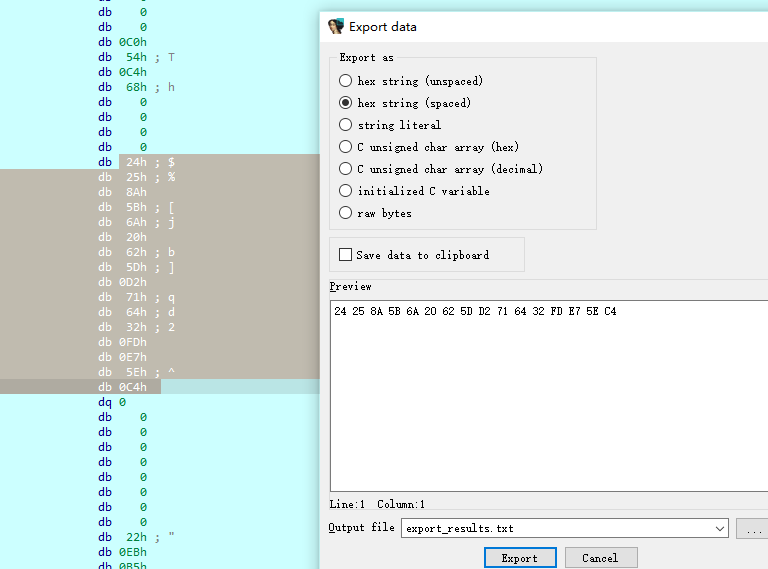 db 0
db 0
db 0C0h
db 54h ; T
db 0C4h
db 68h ; h
db 0
db 0
db 0
db 0
db 24h ; $
db 25h ; %
db 8Ah
db 5Bh ; [
db 6Ah ; j
db 20h
db 62h ; b
db 5Dh ; ]
db 0D2h
db 71h ; q
db 64h ; d
db 32h ; 2
db 0FDh
db 0E7h
db 5Eh ; ^
db 0C4h
dq 0
db 0
db 0
db 0
db 0
db 0
db 0
db 0
db 0
db 22h ; "
db 0EBh
db 0B5h
Export data
Export as
hex string (unspaced)
hex string (spaced)
string literal
C unsigned char array (hex)
C unsigned char array (decimal)
initialized C variable
raw bytes
Save data to clipboard
Preview
24 25 8A 5B 6A 20 62 5D D2 71 64 32 FD E7 5E C4
Line:1 Column:1
Output file export_results.txt ...
Export Cancel